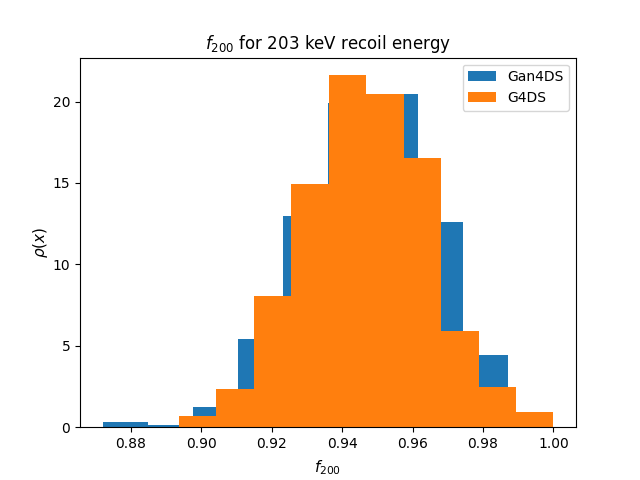 f₂₀₀ for 203 keV recoil energy
Gan4DS
G4DS
ρ(x)
20
15
10
5
0
0.88 0.90 0.92 0.94 0.96 0.98 1.00
f₂₀₀